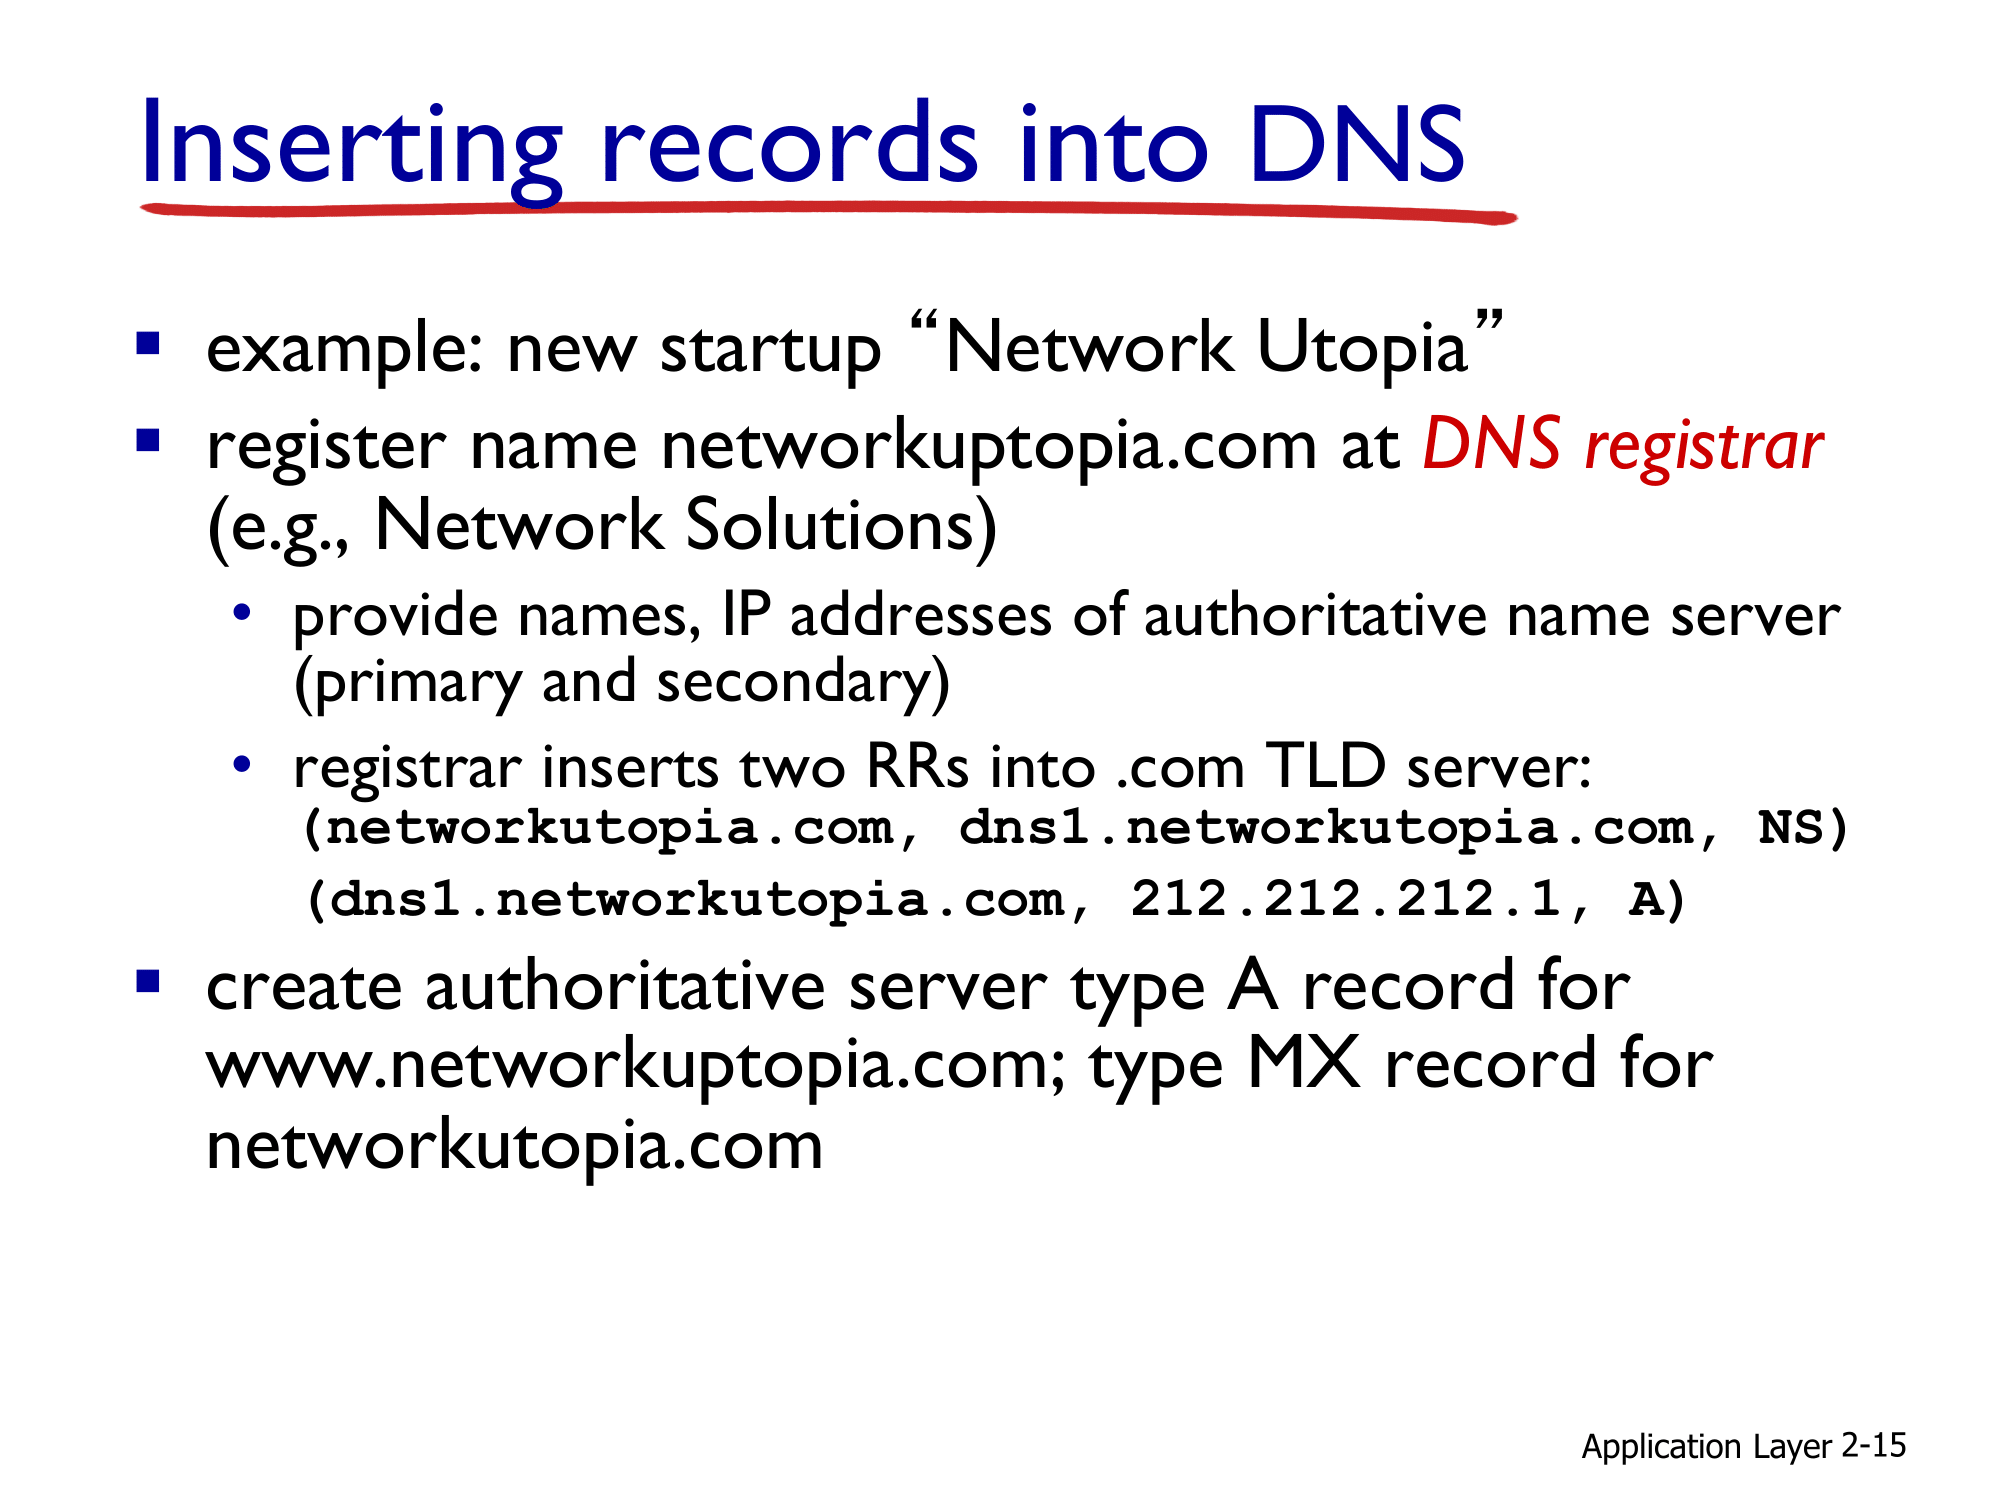 Inserting records into DNS
▪ example: new startup “Network Utopia”
▪ register name networkuptopia.com at DNS registrar
(e.g., Network Solutions)
• provide names, IP addresses of authoritative name server
(primary and secondary)
• registrar inserts two RRs into .com TLD server:
(networkutopia.com, dns1.networkutopia.com, NS)
(dns1.networkutopia.com, 212.212.212.1, A)
▪ create authoritative server type A record for
www.networkuptopia.com; type MX record for
networkutopia.com
Application Layer 2-15